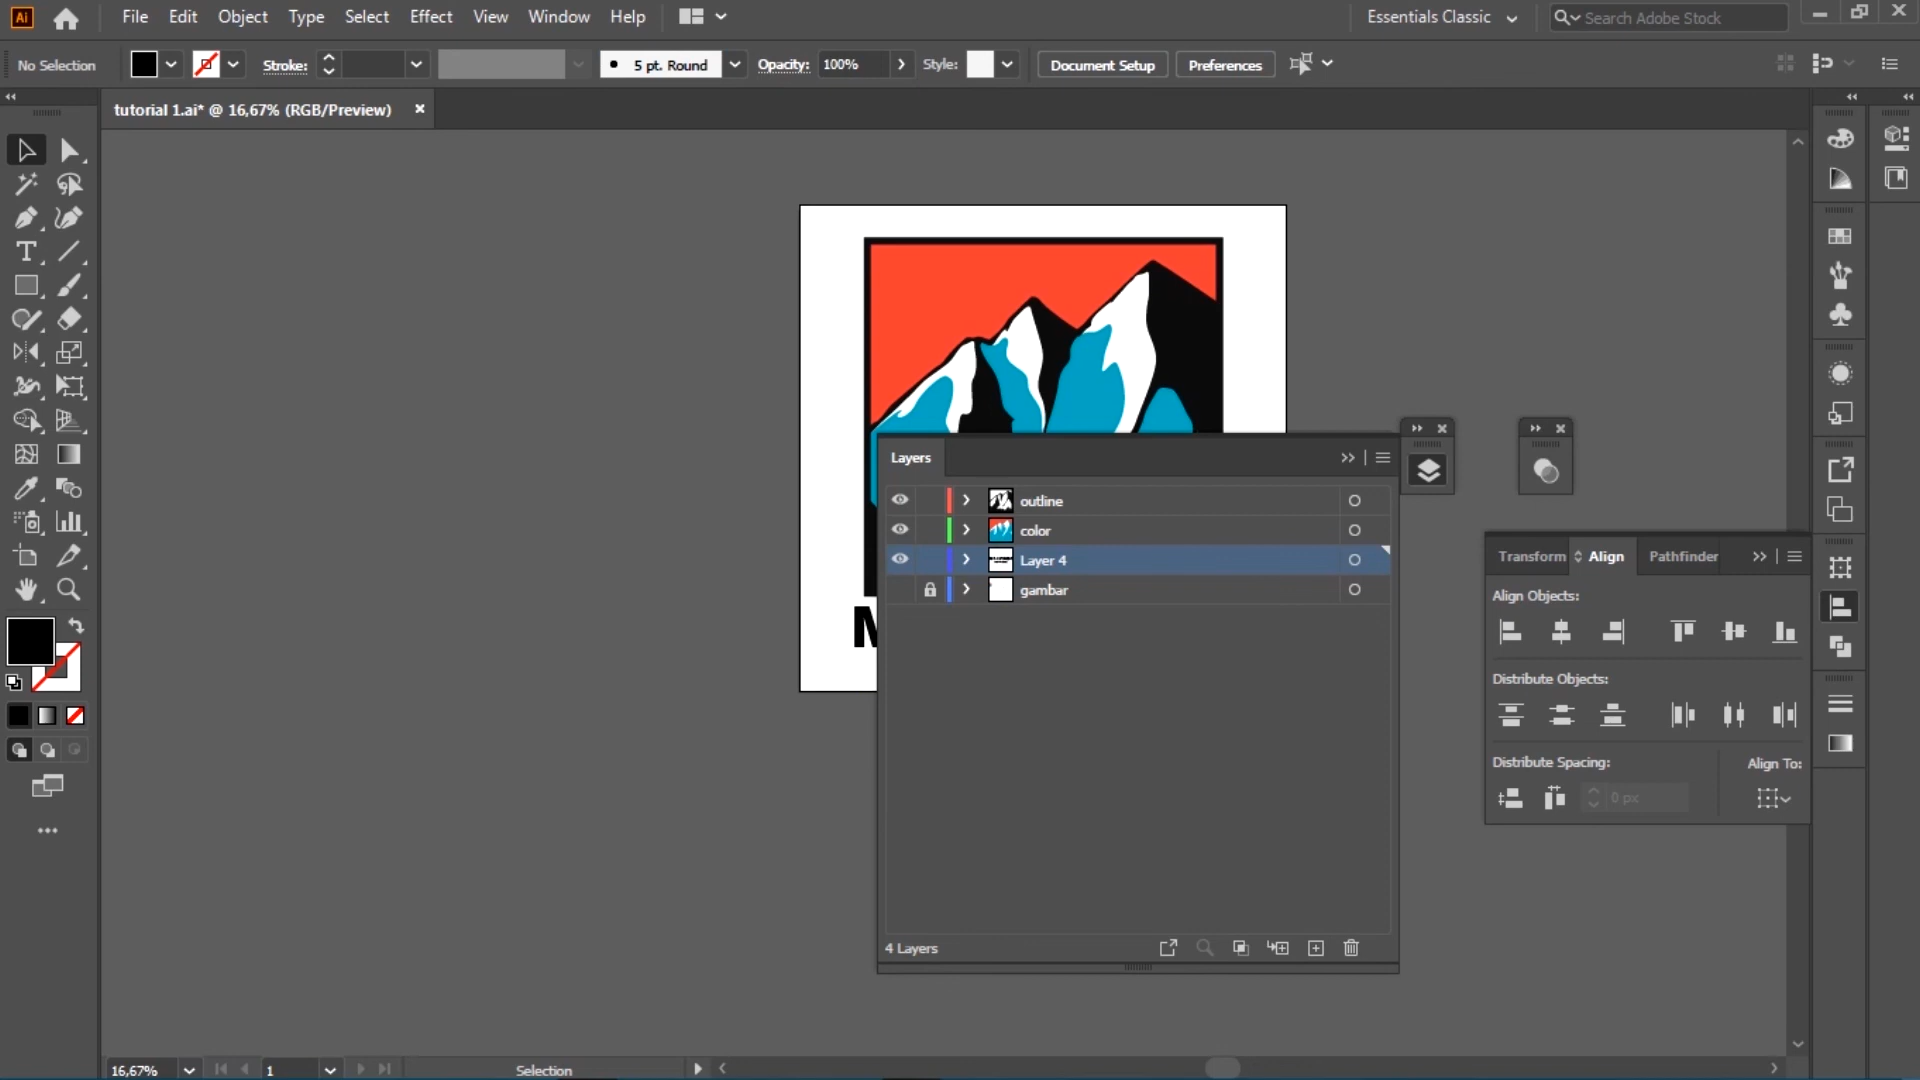 Ai File Edit Object Type Select Effect View Window Help Essentials Classic Search Adobe Stock
No Selection Stroke: 5 pt. Round Opacity: 100% Style: Document Setup Preferences
tutorial 1.ai* @ 16,67% (RGB/Preview)
Layers
outline
color
Layer 4
gambar
4 Layers
M
Transform Align Pathfinder
Align Objects:
Distribute Objects:
Distribute Spacing: Align To:
0 px
16,67% 1 Selection